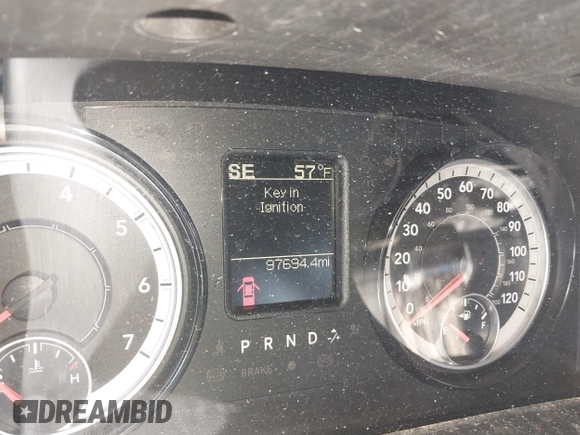 SE 57°F
Key in
Ignition
97694.4mi
P R N D -/+
BRAKE
4
5
6
7
H
0
10
20
30
40
50
60
70
80
90
100
110
120
MPH
E F
DREAMBID